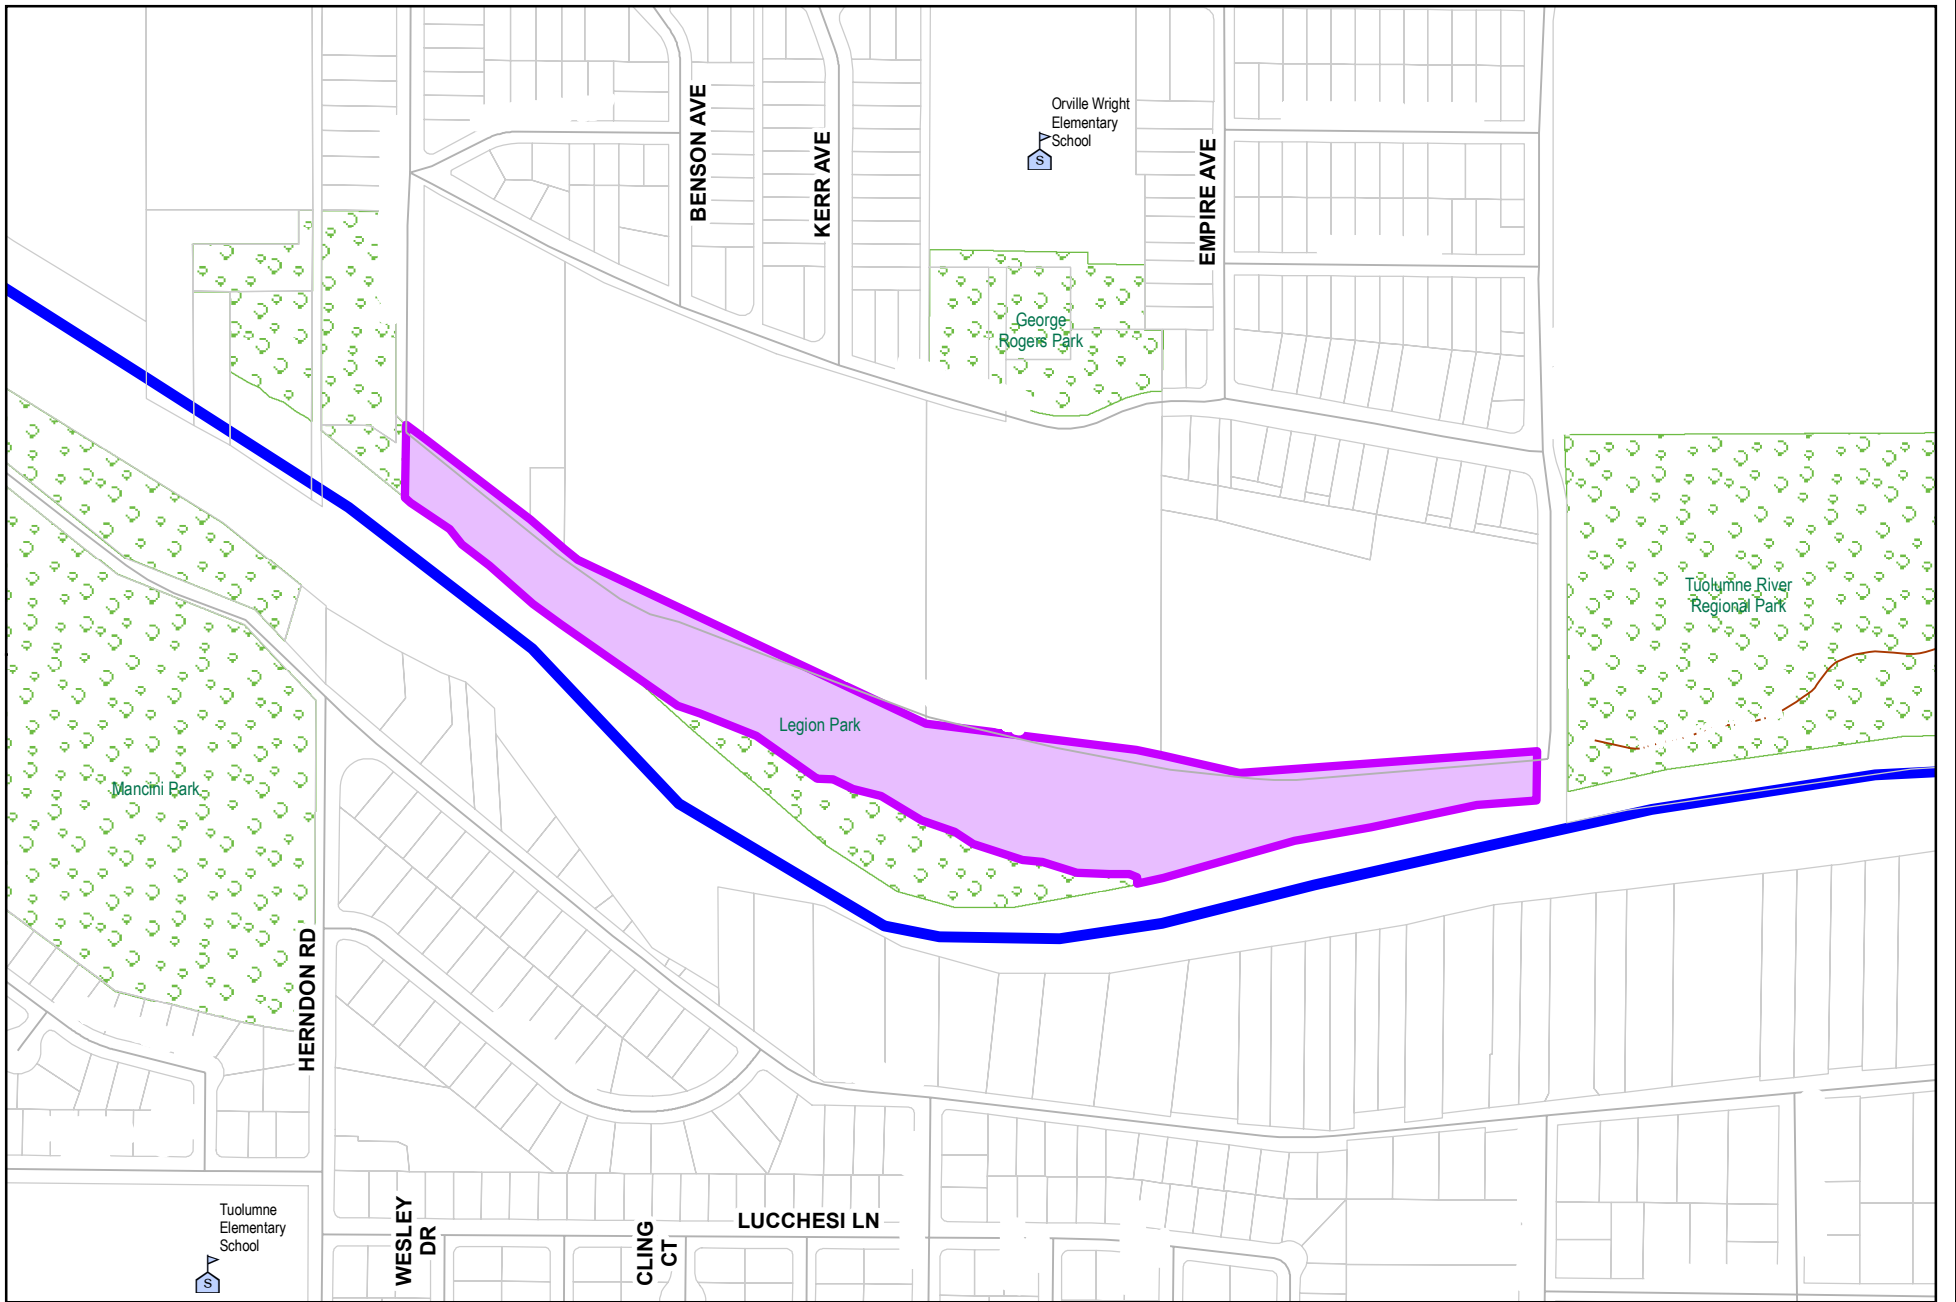 BENSON AVE
KERR AVE
Orville Wright
Elementary
School
S
EMPIRE AVE
George
Rogers Park
Tuolumne River
Regional Park
Legion Park
Mancini Park
HERNDON RD
Tuolumne
Elementary
School
S
WESLEY
DR
CLING
CT
LUCCHESI LN